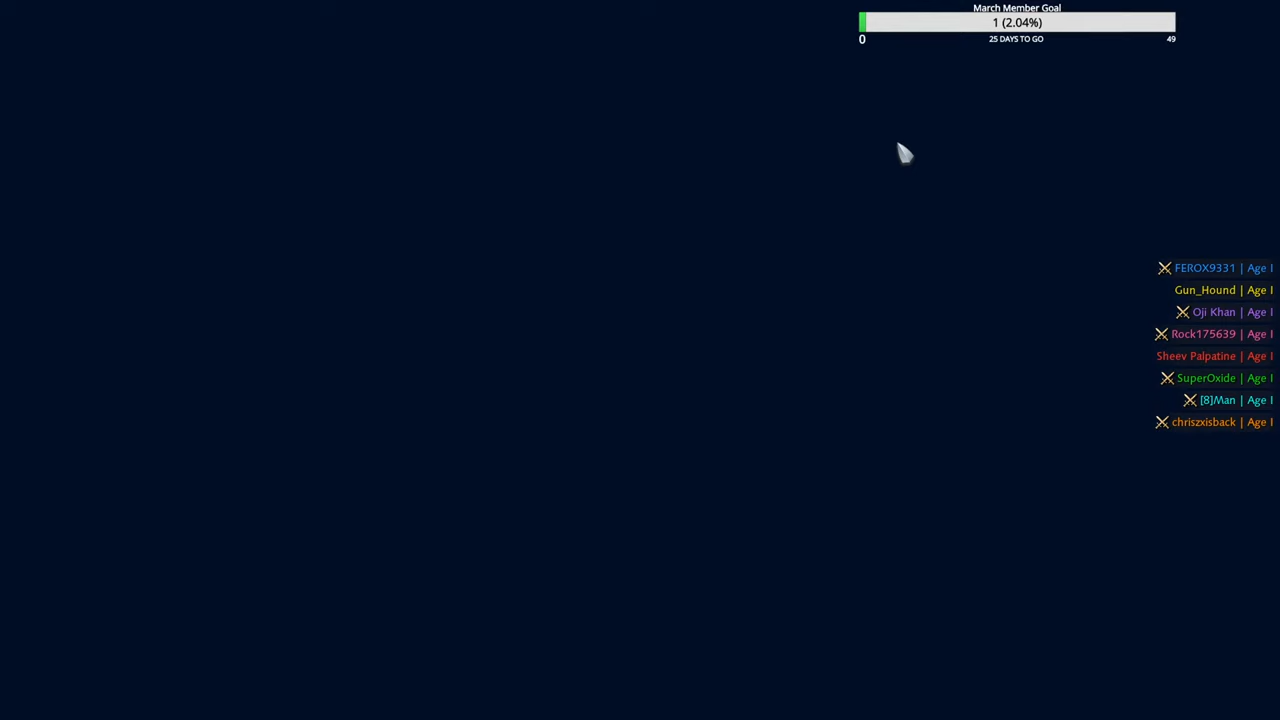 March Member Goal
1 (2.04%)
0 25 DAYS TO GO 49
FEROX9331 | Age I
Gun_Hound | Age I
Oji Khan | Age I
Rock175639 | Age I
Sheev Palpatine | Age I
SuperOxide | Age I
[8]Man | Age I
chriszxisback | Age I